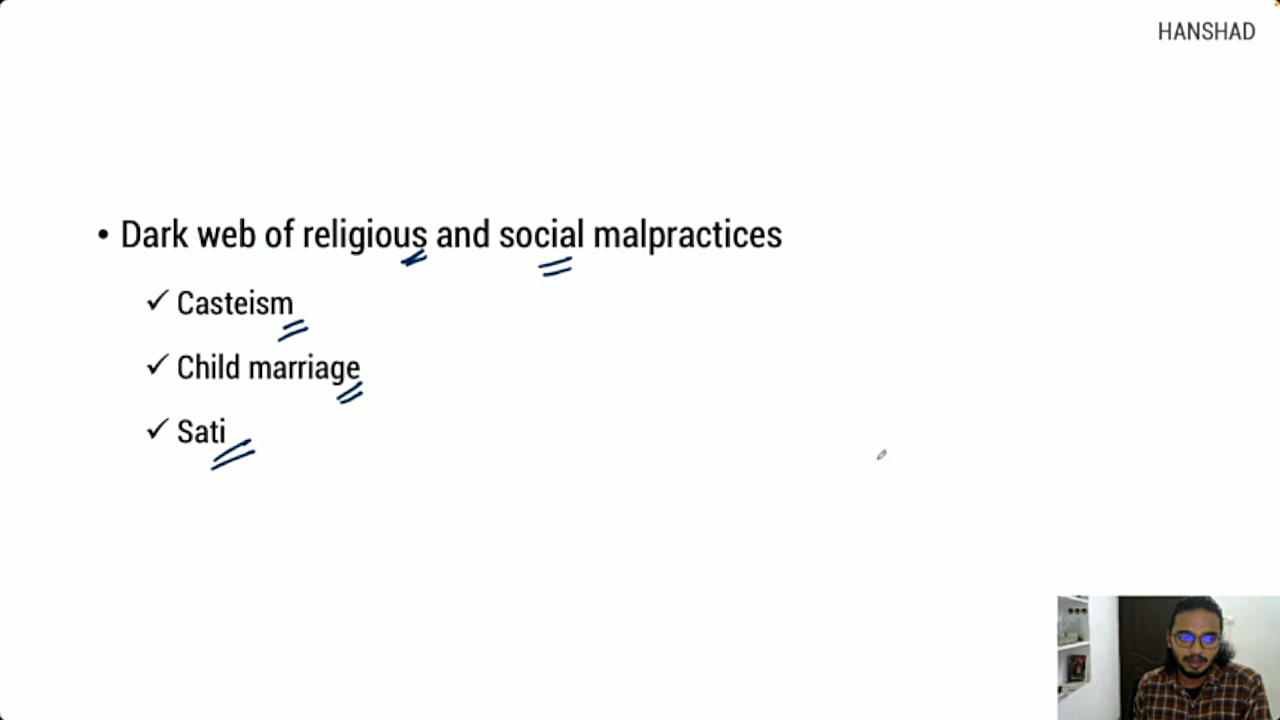 HANSHAD
• Dark web of religious and social malpractices
✓ Casteism
✓ Child marriage
✓ Sati